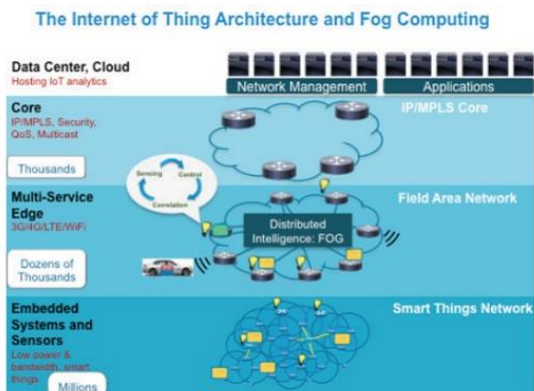 The Internet of Thing Architecture and Fog Computing
Data Center, Cloud
Hosting IoT analytics
Network Management
Applications
Core
IP/MPLS, Security,
QoS, Multicast
IP/MPLS Core
Thousands
Sensing
Control
Correlation
Multi-Service
Edge
3G/4G/LTE/WiFi
Field Area Network
Distributed
Intelligence: FOG
Dozens of
Thousands
Embedded
Systems and
Sensors
Low power &
bandwidth, smart
things
Smart Things Network
Millions